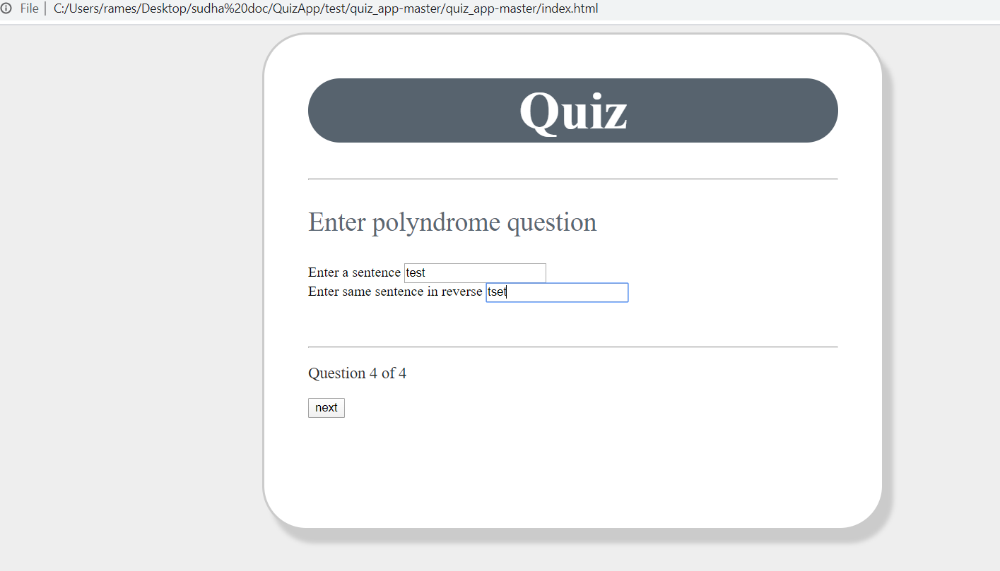 File | C:/Users/rames/Desktop/sudha%20doc/QuizApp/test/quiz_app-master/quiz_app-master/index.html
Quiz
Enter polyndrome question
Enter a sentence test
Enter same sentence in reverse tset
Question 4 of 4
next